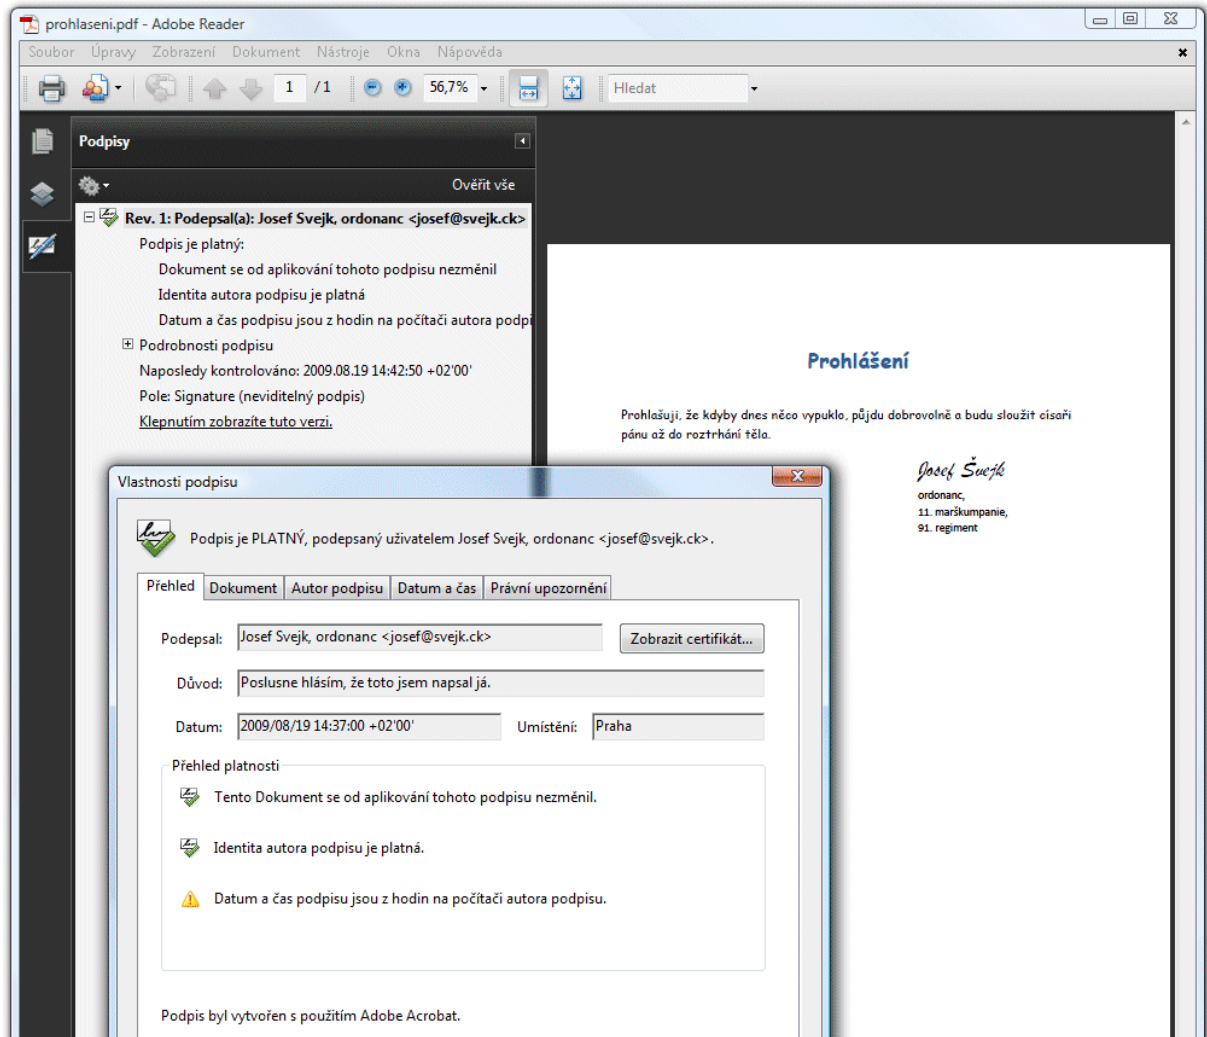 prohlaseni.pdf - Adobe Reader
Soubor Úpravy Zobrazení Dokument Nástroje Okna Nápověda
1 /1 56,7% Hledat
Podpisy
Ověřit vše
Rev. 1: Podepsal(a): Josef Svejk, ordonanc <josef@svejk.ck>
Podpis je platný:
Dokument se od aplikování tohoto podpisu nezměnil
Identita autora podpisu je platná
Datum a čas podpisu jsou z hodin na počítači autora podpi
Podrobnosti podpisu
Naposledy kontrolováno: 2009.08.19 14:42:50 +02'00'
Pole: Signature (neviditelný podpis)
Klepnutím zobrazíte tuto verzi.
Prohlášení
Prohlašuji, že kdyby dnes něco vypuklo, půjdu dobrovolně a budu sloužit císaři
pánu až do roztrhání těla.
Josef Švejk
ordonanc,
11. marškumpanie,
91. regiment
Vlastnosti podpisu
Podpis je PLATNÝ, podepsaný uživatelem Josef Svejk, ordonanc <josef@svejk.ck>.
Přehled Dokument Autor podpisu Datum a čas Právní upozornění
Podepsal: Josef Svejk, ordonanc <josef@svejk.ck> Zobrazit certifikát...
Důvod: Poslusne hlásím, že toto jsem napsal já.
Datum: 2009/08/19 14:37:00 +02'00' Umístění: Praha
Přehled platnosti
Tento Dokument se od aplikování tohoto podpisu nezměnil.
Identita autora podpisu je platná.
Datum a čas podpisu jsou z hodin na počítači autora podpisu.
Podpis byl vytvořen s použitím Adobe Acrobat.